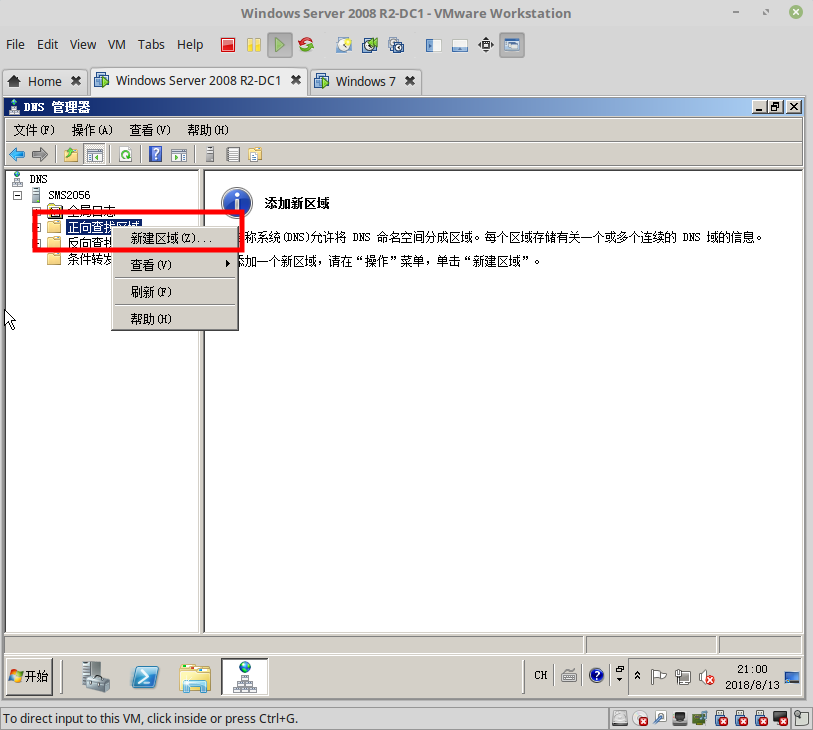 Windows Server 2008 R2-DC1 - VMware Workstation
File Edit View VM Tabs Help
Home Windows Server 2008 R2-DC1 Windows 7
DNS 管理器
文件(F) 操作(A) 查看(V) 帮助(H)
DNS
SMS2056
全局日志
正向查找区域
反向查找
条件转发
新建区域(Z)...
查看(V)
刷新(F)
帮助(H)
添加新区域
称系统(DNS)允许将 DNS 命名空间分成区域。每个区域存储有关一个或多个连续的 DNS 域的信息。
添加一个新区域，请在“操作”菜单，单击“新建区域”。
开始
CH
21:00
2018/8/13
To direct input to this VM, click inside or press Ctrl+G.